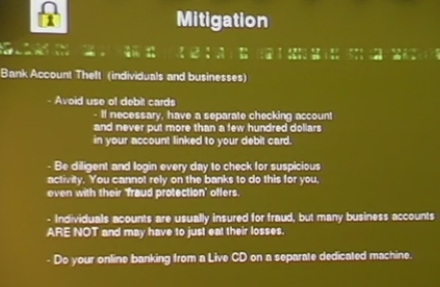 Mitigation
Bank Account Theft (individuals and businesses)
- Avoid use of debit cards
- If necessary, have a separate checking account
and never put more than a few hundred dollars
in your account linked to your debit card.
- Be diligent and login every day to check for suspicious
activity. You cannot rely on the banks to do this for you,
even with their 'fraud protection' offers.
- Individuals acounts are usually insured for fraud, but many business accounts
ARE NOT and may have to just eat their losses.
- Do your online banking from a Live CD on a separate dedicated machine.